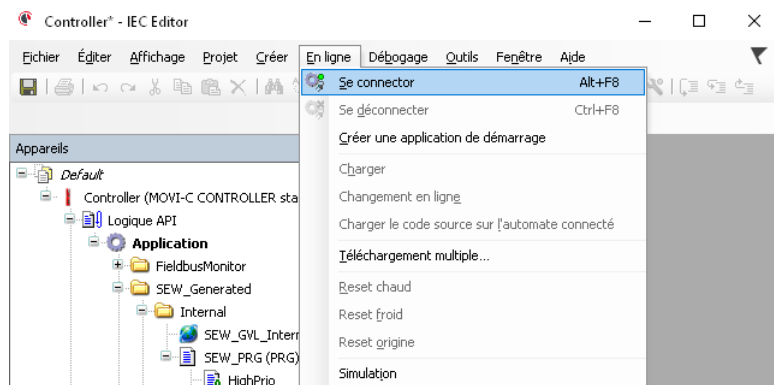 Controller* - IEC Editor
Fichier Éditer Affichage Projet Créer En ligne Débogage Outils Fenêtre Aide
Se connector Alt+F8
Se déconnecter Ctrl+F8
Créer une application de démarrage
Appareils
Default
Charger
Controller (MOVI-C CONTROLLER sta
Changement en ligne
Logique API
Charger le code source sur l'automate connecté
Application
Téléchargement multiple...
FieldbusMonitor
SEW_Generated
Reset chaud
Internal
Reset froid
SEW_GVL_Intern
Reset origine
SEW_PRG (PRG)
Simulation
HighPrio